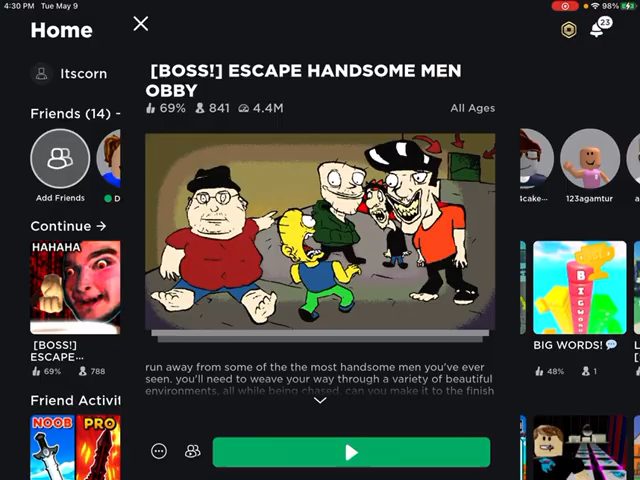 4:30 PM Tue May 9
98%
Home
23
[BOSS!] ESCAPE HANDSOME MEN
OBBY
69% 841 4.4M
All Ages
Itscorn
Friends (14)
Add Friends
D
cake...
123agamtur
Continue →
HAHAHA
[BOSS!]
ESCAPE...
69% 788
BIG WORDS!
48% 1
L
run away from some of the the most handsome men you've ever
seen. you'll need to weave your way through a variety of beautiful
environments, all while being chased. can you make it to the finish
Friend Activit
NOOB PRO